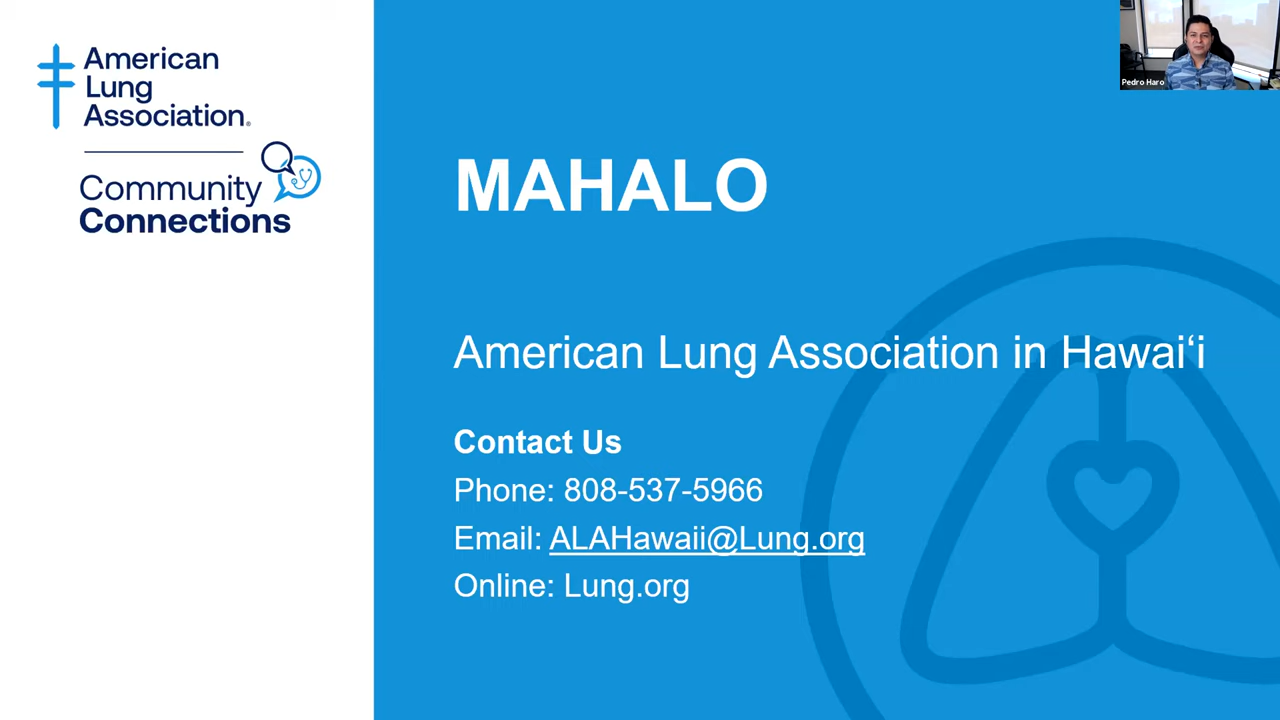 American
Lung
Association.
Community
Connections
Pedro Haro
MAHALO
American Lung Association in Hawai‘i
Contact Us
Phone: 808-537-5966
Email: ALAHawaii@Lung.org
Online: Lung.org